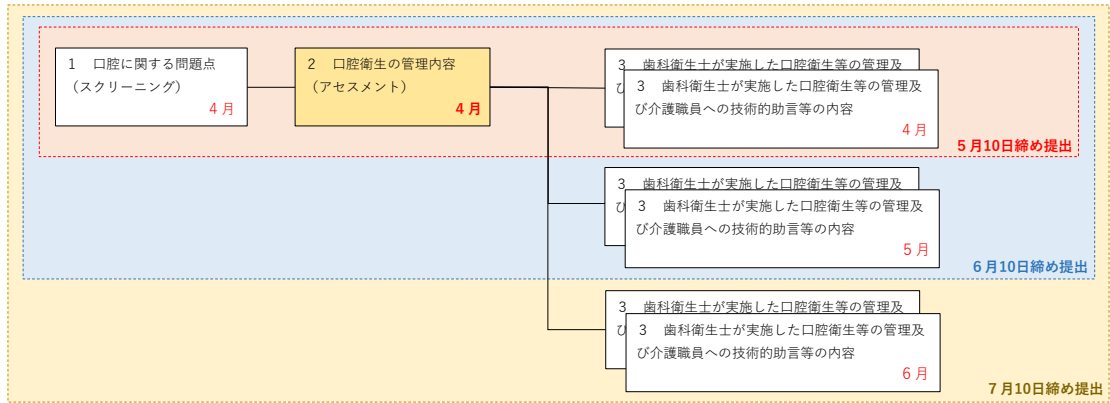 1　口腔に関する問題点
（スクリーニング）
4 月
2　口腔衛生の管理内容
（アセスメント）
4 月
3　歯科衛生士が実施した口腔衛生等の管理及
び
3　歯科衛生士が実施した口腔衛生等の管理及
び介護職員への技術的助言等の内容
4 月
5 月10日締め提出
3　歯科衛生士が実施した口腔衛生等の管理及
び
3　歯科衛生士が実施した口腔衛生等の管理及
び介護職員への技術的助言等の内容
5 月
6 月10日締め提出
3　歯科衛生士が実施した口腔衛生等の管理及
び
3　歯科衛生士が実施した口腔衛生等の管理及
び介護職員への技術的助言等の内容
6 月
7 月10日締め提出